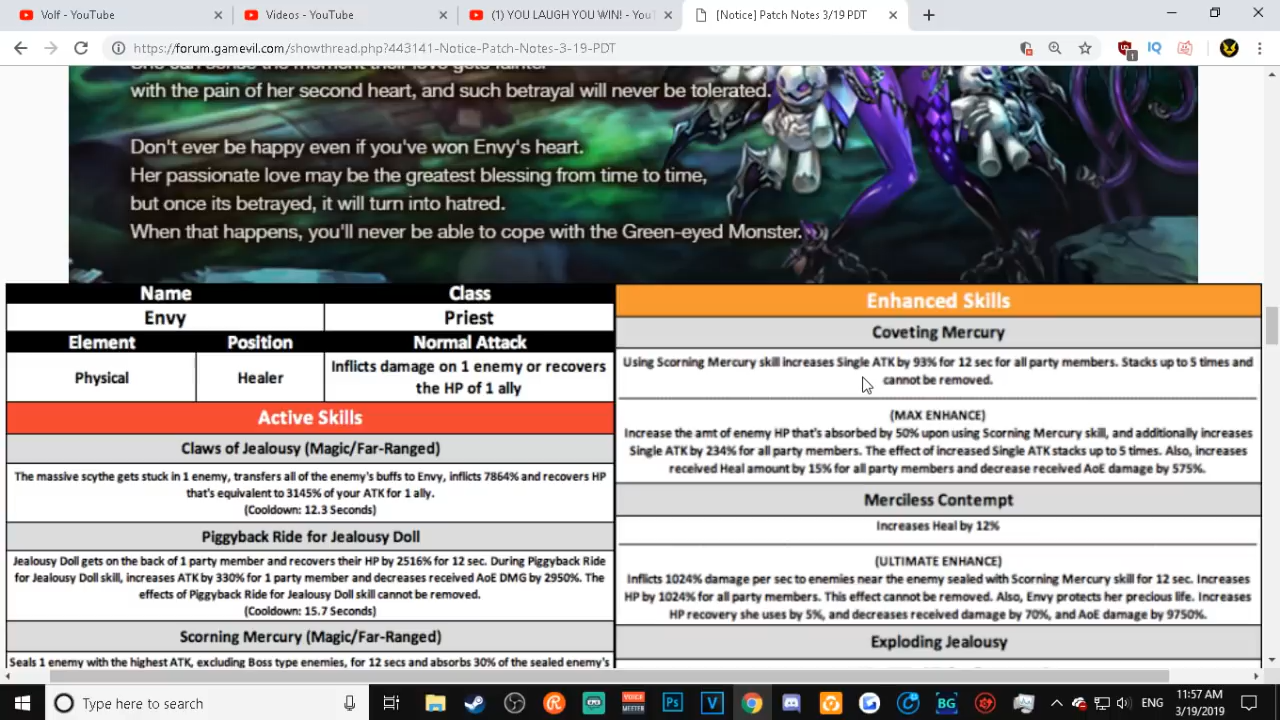 Volf - YouTube
Videos - YouTube
(1) YOU LAUGH YOU WIN! - You
[Notice] Patch Notes 3/19 PDT
https://forum.gamevil.com/showthread.php?443141-Notice-Patch-Notes-3-19-PDT
She can sense the moment their love gets fainter
with the pain of her second heart, and such betrayal will never be tolerated.
Don't ever be happy even if you've won Envy's heart.
Her passionate love may be the greatest blessing from time to time,
but once its betrayed, it will turn into hatred.
When that happens, you'll never be able to cope with the Green-eyed Monster.
Name Class
Envy Priest
Element Position Normal Attack
Physical Healer Inflicts damage on 1 enemy or recovers
the HP of 1 ally
Active Skills
Claws of Jealousy (Magic/Far-Ranged)
The massive scythe gets stuck in 1 enemy, transfers all of the enemy's buffs to Envy, inflicts 7864% and recovers HP
that's equivalent to 3145% of your ATK for 1 ally.
(Cooldown: 12.3 Seconds)
Piggyback Ride for Jealousy Doll
Jealousy Doll gets on the back of 1 party member and recovers their HP by 2516% for 12 sec. During Piggyback Ride
for Jealousy Doll skill, increases ATK by 330% for 1 party member and decreases received AoE DMG by 2950%. The
effects of Piggyback Ride for Jealousy Doll skill cannot be removed.
(Cooldown: 15.7 Seconds)
Scorning Mercury (Magic/Far-Ranged)
Seals 1 enemy with the highest ATK, excluding Boss type enemies, for 12 secs and absorbs 30% of the sealed enemy's
Enhanced Skills
Coveting Mercury
Using Scorning Mercury skill increases Single ATK by 93% for 12 sec for all party members. Stacks up to 5 times and
cannot be removed.
(MAX ENHANCE)
Increase the amt of enemy HP that's absorbed by 50% upon using Scorning Mercury skill, and additionally increases
Single ATK by 234% for all party members. The effect of increased Single ATK stacks up to 5 times. Also, increases
received Heal amount by 15% for all party members and decrease received AoE damage by 575%.
Merciless Contempt
Increases Heal by 12%
(ULTIMATE ENHANCE)
Inflicts 1024% damage per sec to enemies near the enemy sealed with Scorning Mercury skill for 12 sec. Increases
HP by 1024% for all party members. This effect cannot be removed. Also, Envy protects her precious life. Increases
HP recovery she uses by 5%, and decreases received damage by 70%, and AoE damage by 9750%.
Exploding Jealousy
Type here to search
ENG
11:57 AM
3/19/2019